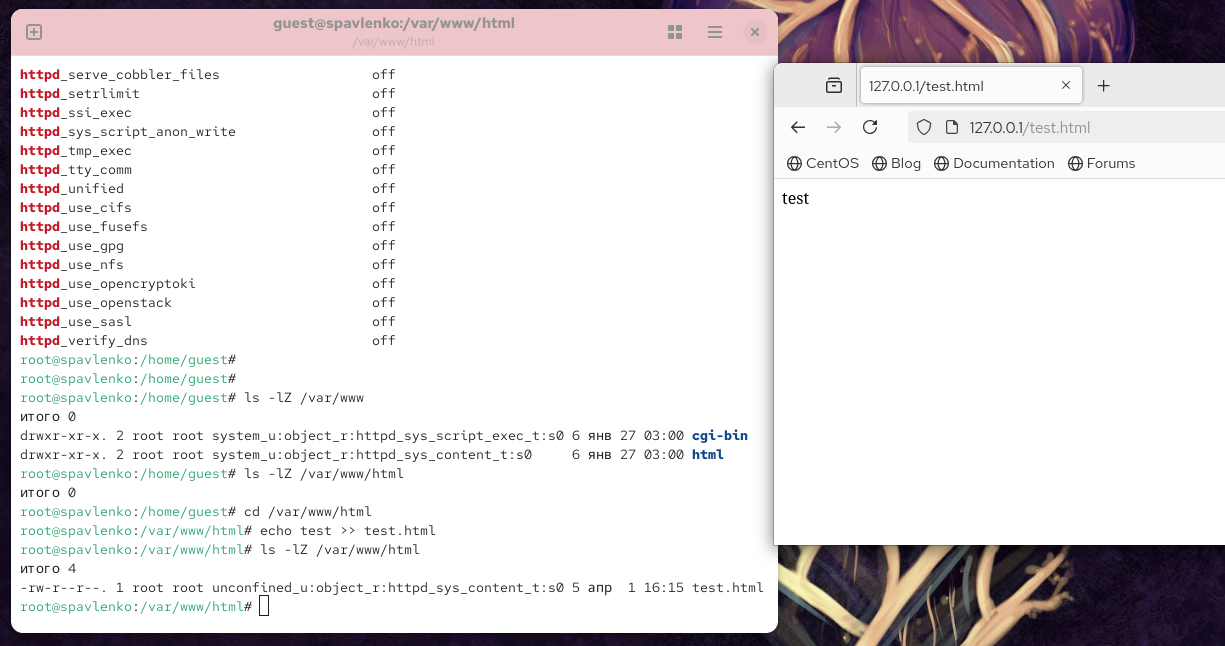 guest@spavlenko:/var/www/html
/var/www/html
httpd_serve_cobbler_files off
httpd_setrlimit off
httpd_ssi_exec off
httpd_sys_script_anon_write off
httpd_tmp_exec off
httpd_tty_comm off
httpd_unified off
httpd_use_cifs off
httpd_use_fusefs off
httpd_use_gpg off
httpd_use_nfs off
httpd_use_opencryptoki off
httpd_use_openstack off
httpd_use_sasl off
httpd_verify_dns off
root@spavlenko:/home/guest#
root@spavlenko:/home/guest#
root@spavlenko:/home/guest# ls -lZ /var/www
итого 0
drwxr-xr-x. 2 root root system_u:object_r:httpd_sys_script_exec_t:s0 6 янв 27 03:00 cgi-bin
drwxr-xr-x. 2 root root system_u:object_r:httpd_sys_content_t:s0 6 янв 27 03:00 html
root@spavlenko:/home/guest# ls -lZ /var/www/html
итого 0
root@spavlenko:/home/guest# cd /var/www/html
root@spavlenko:/var/www/html# echo test >> test.html
root@spavlenko:/var/www/html# ls -lZ /var/www/html
итого 4
-rw-r--r--. 1 root root unconfined_u:object_r:httpd_sys_content_t:s0 5 апр 1 16:15 test.html
root@spavlenko:/var/www/html#
127.0.0.1/test.html
127.0.0.1/test.html
CentOS Blog Documentation Forums
test